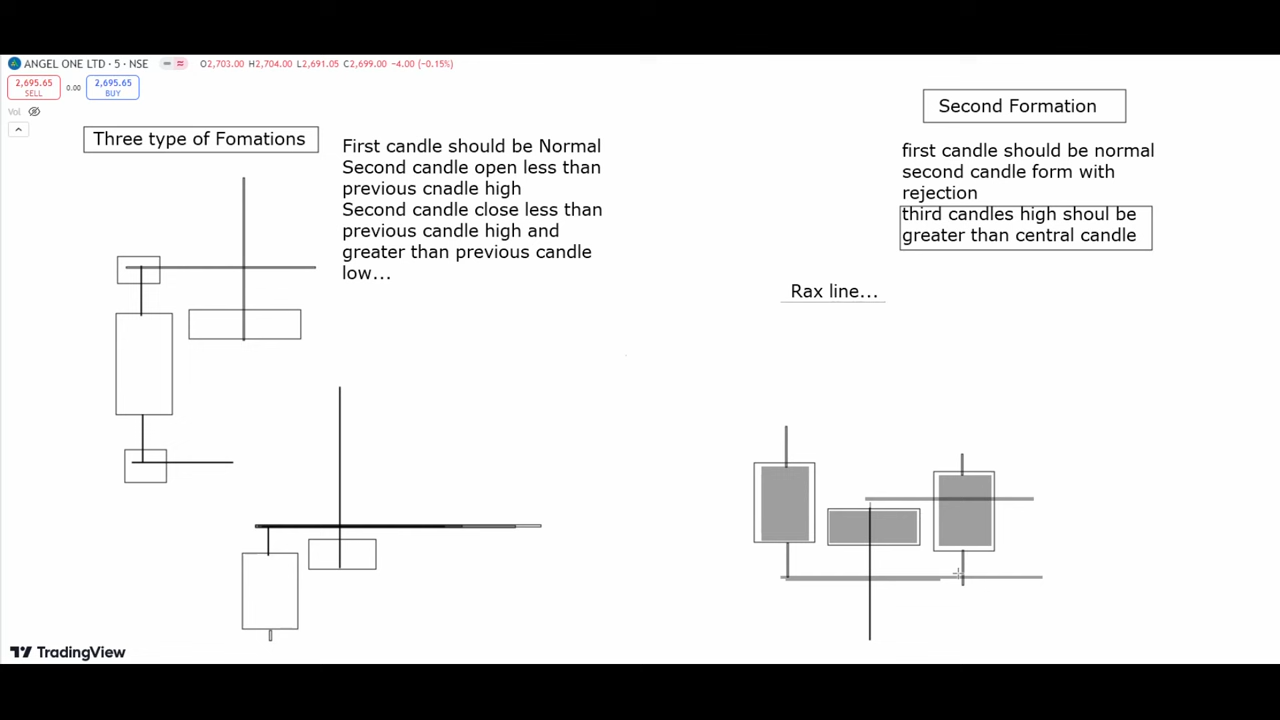 ANGEL ONE LTD · 5 · NSE
O2,703.00 H2,704.00 L2,691.05 C2,699.00 −4.00 (−0.15%)
2,695.65 0.00 2,695.65
SELL BUY
Vol
Three type of Fomations
First candle should be Normal
Second candle open less than
previous cnadle high
Second candle close less than
previous candle high and
greater than previous candle
low...
Second Formation
first candle should be normal
second candle form with
rejection
third candles high shoul be
greater than central candle
Rax line...
TradingView